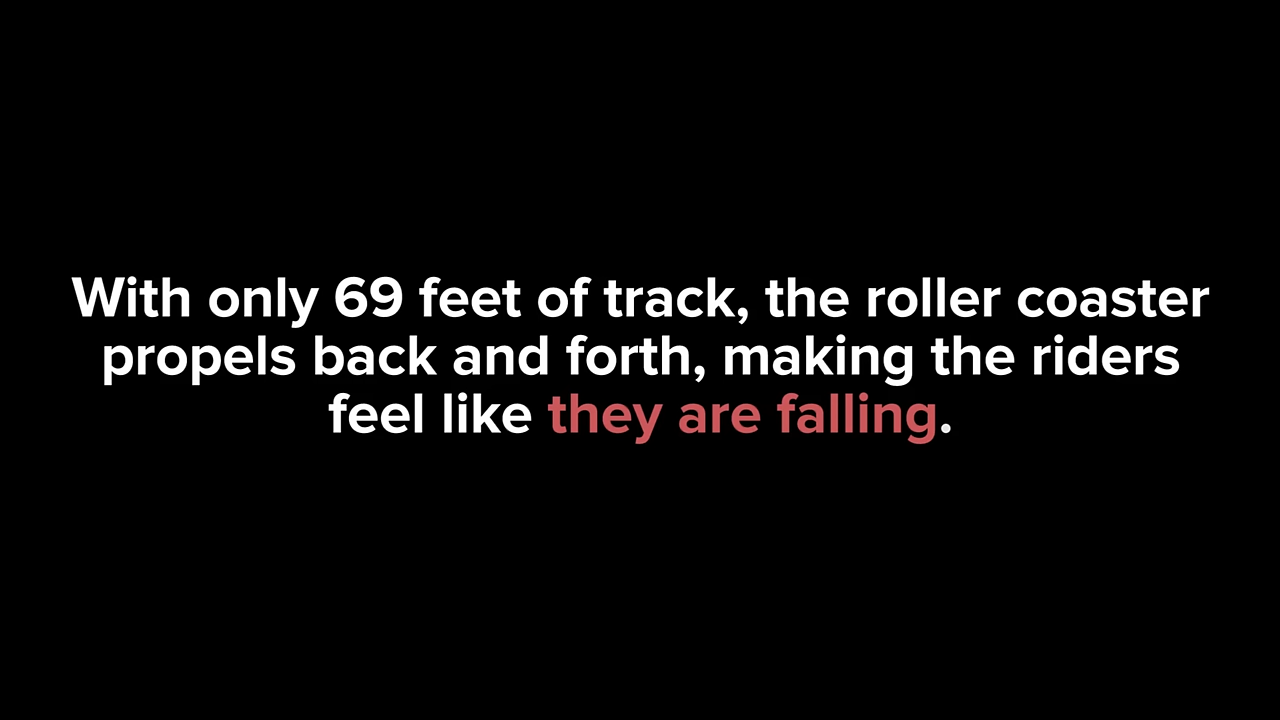 With only 69 feet of track, the roller coaster
propels back and forth, making the riders
feel like they are falling.